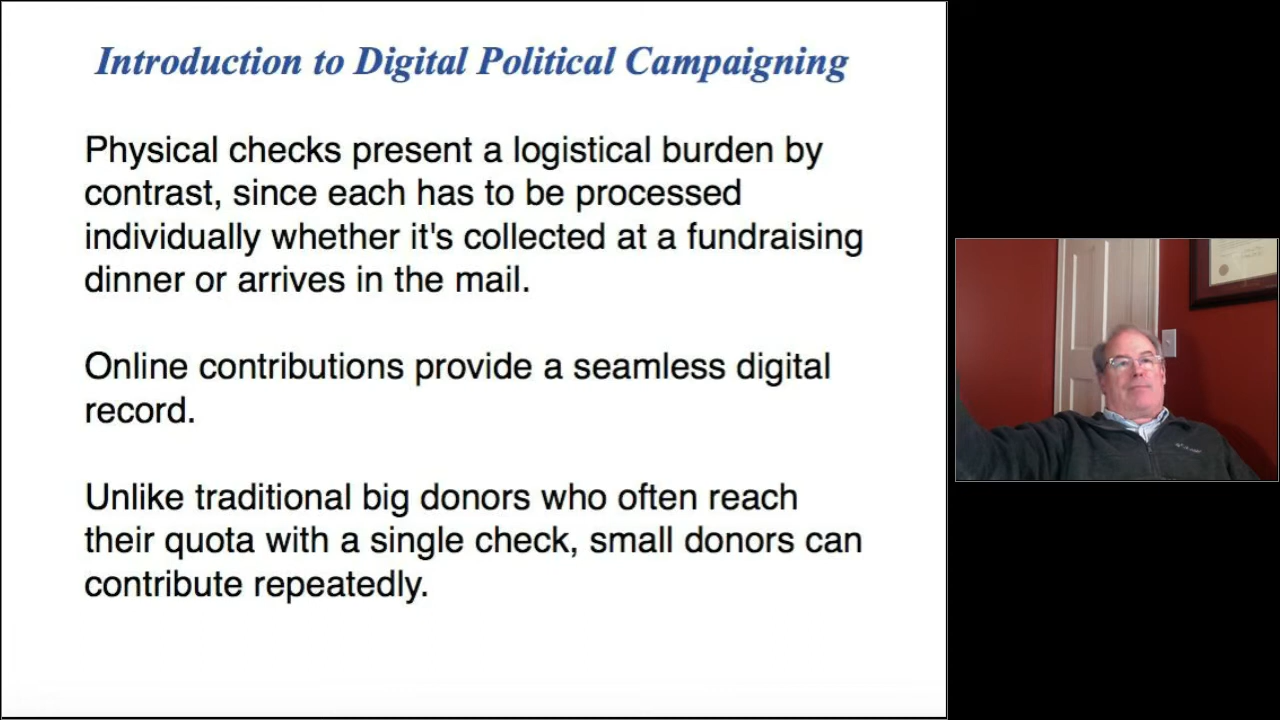 Introduction to Digital Political Campaigning
Physical checks present a logistical burden by
contrast, since each has to be processed
individually whether it's collected at a fundraising
dinner or arrives in the mail.
Online contributions provide a seamless digital
record.
Unlike traditional big donors who often reach
their quota with a single check, small donors can
contribute repeatedly.